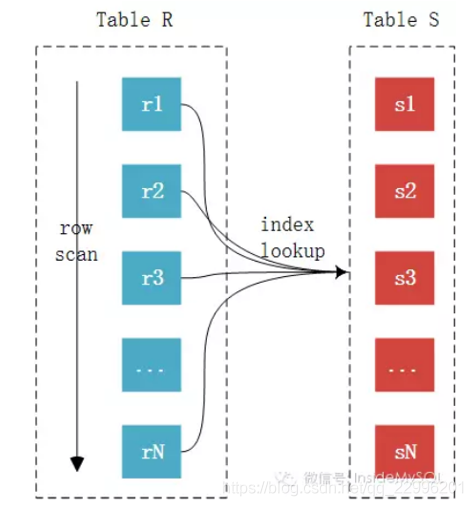 Table R
Table S
r1
s1
r2
s2
row
scan
index
lookup
r3
s3
...
...
rN
sN
微信号: InsideMySQL
https://blog.csdn.net/qq_22996201